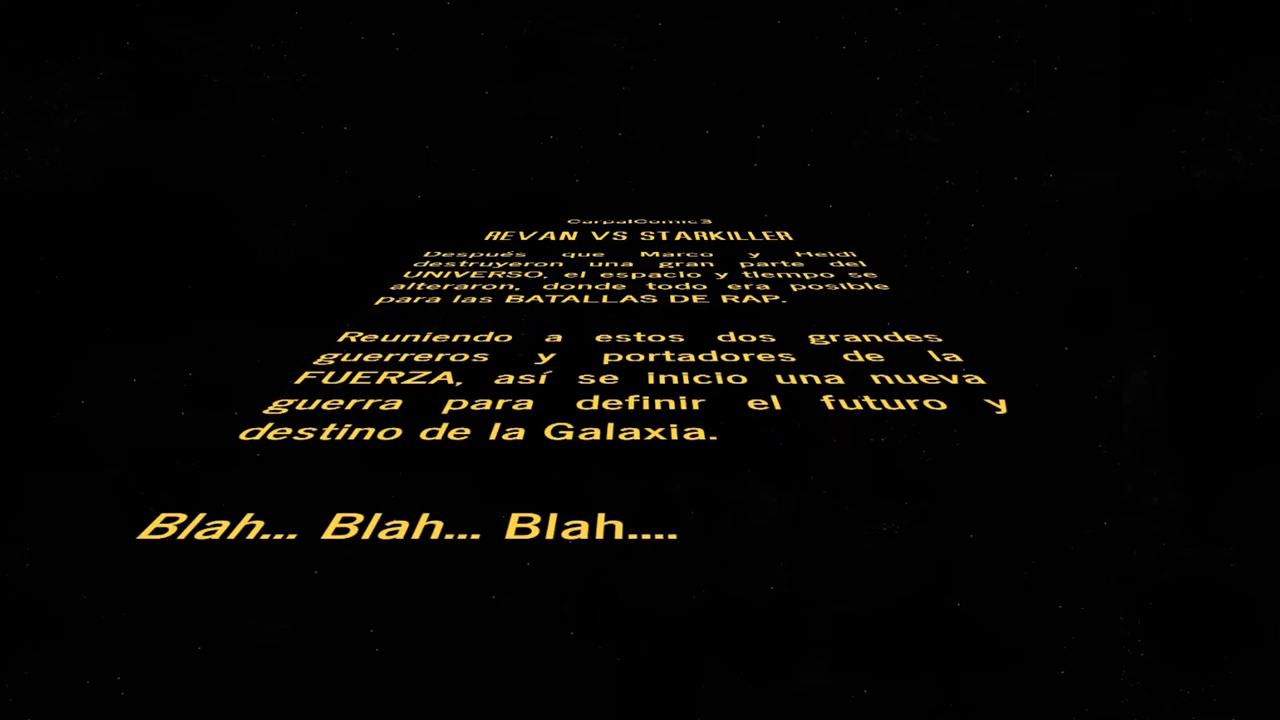 CarpalComic3
REVAN VS STARKILLER
Después que Marco y Heidi
destruyeron una gran parte del
UNIVERSO, el espacio y tiempo se
alteraron, donde todo era posible
para las BATALLAS DE RAP.
Reuniendo a estos dos grandes
guerreros y portadores de la
FUERZA, así se inicio una nueva
guerra para definir el futuro y
destino de la Galaxia.
Blah... Blah... Blah....